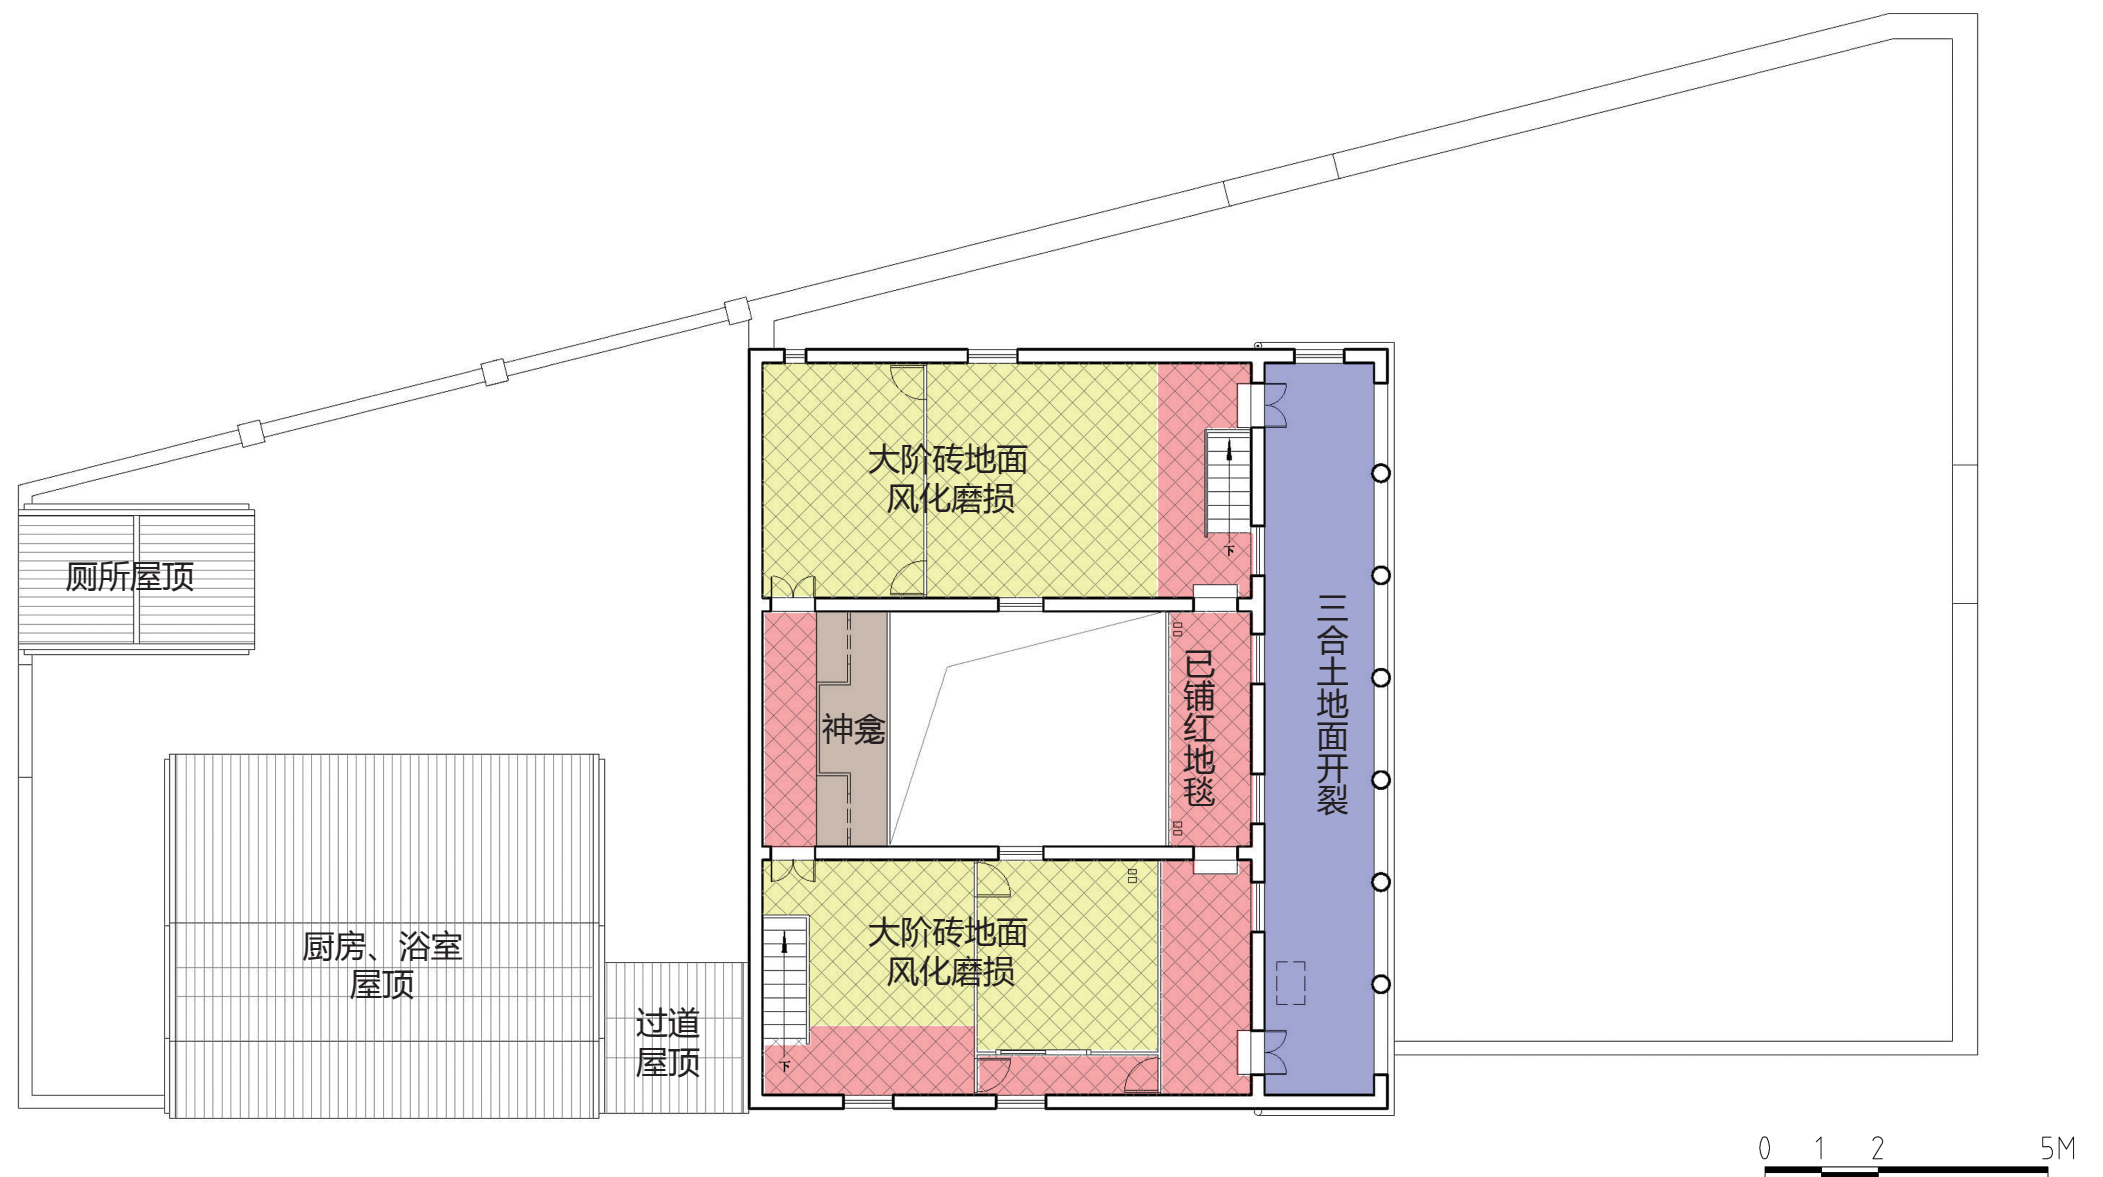 大阶砖地面
风化磨损
下
厕所屋顶
三合土地面开裂
已铺红地毯
神龛
大阶砖地面
风化磨损
厨房、浴室
屋顶
过道
屋顶
下
0 1 2 5M